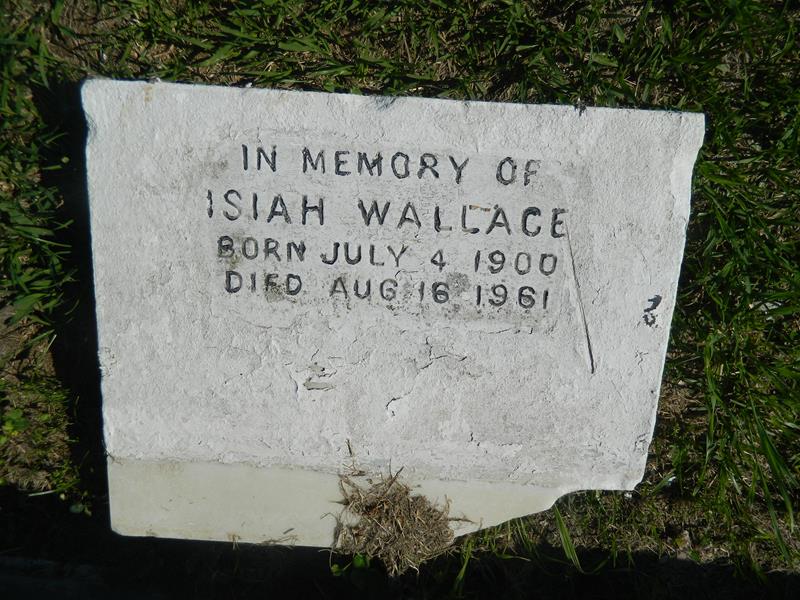 IN MEMORY OF
ISIAH WALLACE
BORN JULY 4 1900
DIED AUG 16 1961